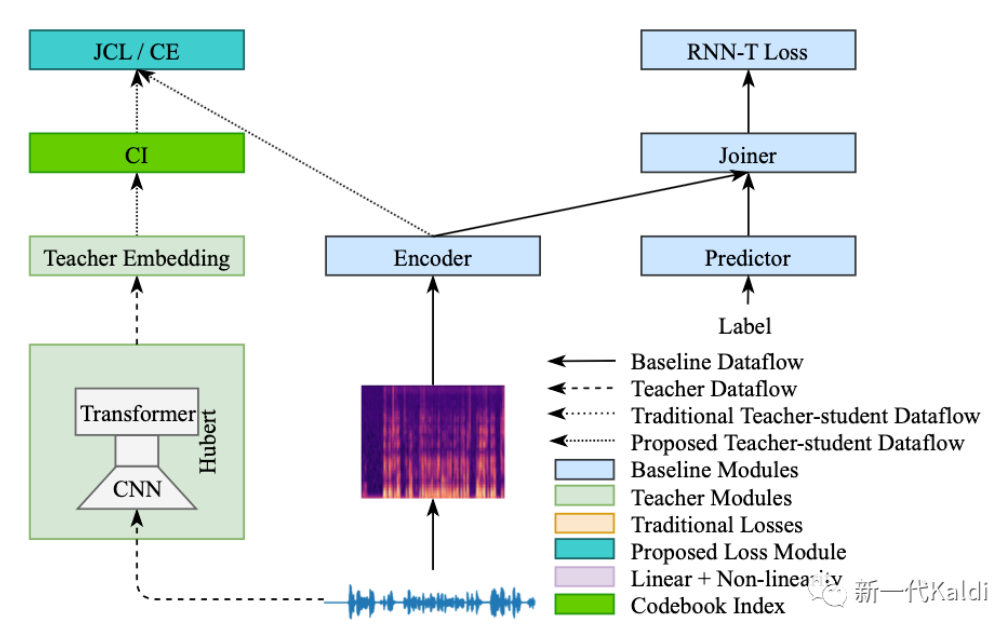 JCL / CE
RNN-T Loss
CI
Joiner
Teacher Embedding
Encoder
Predictor
Label
Transformer
CNN
Hubert
Baseline Dataflow
Teacher Dataflow
Traditional Teacher-student Dataflow
Proposed Teacher-student Dataflow
Baseline Modules
Teacher Modules
Traditional Losses
Proposed Loss Module
Linear + Non-linearity
Codebook Index
新一代Kaldi